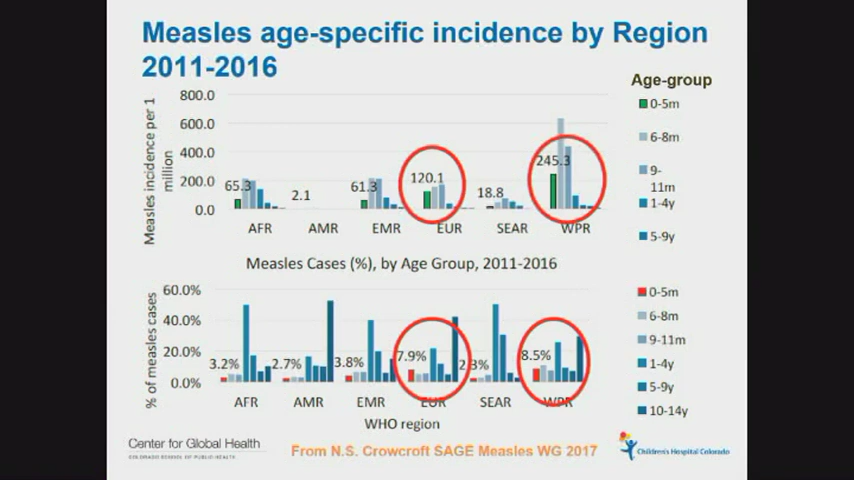 Measles age-specific incidence by Region
2011-2016
Age-group
Measles incidence per 1
million
800.0
600.0
400.0
200.0
0.0
65.3
2.1
61.3
120.1
18.8
245.3
AFR AMR EMR EUR SEAR WPR
0-5m
6-8m
9-
11m
1-4y
5-9y
Measles Cases (%), by Age Group, 2011-2016
% of measles cases
60.0%
40.0%
20.0%
0.0%
3.2%
2.7%
3.8%
7.9%
8.5%
AFR AMR EMR EUR SEAR WPR
WHO region
0-5m
6-8m
9-11m
1-4y
5-9y
10-14y
Center for Global Health
COLORADO SCHOOL OF PUBLIC HEALTH
From N.S. Crowcroft SAGE Measles WG 2017
Children's Hospital Colorado